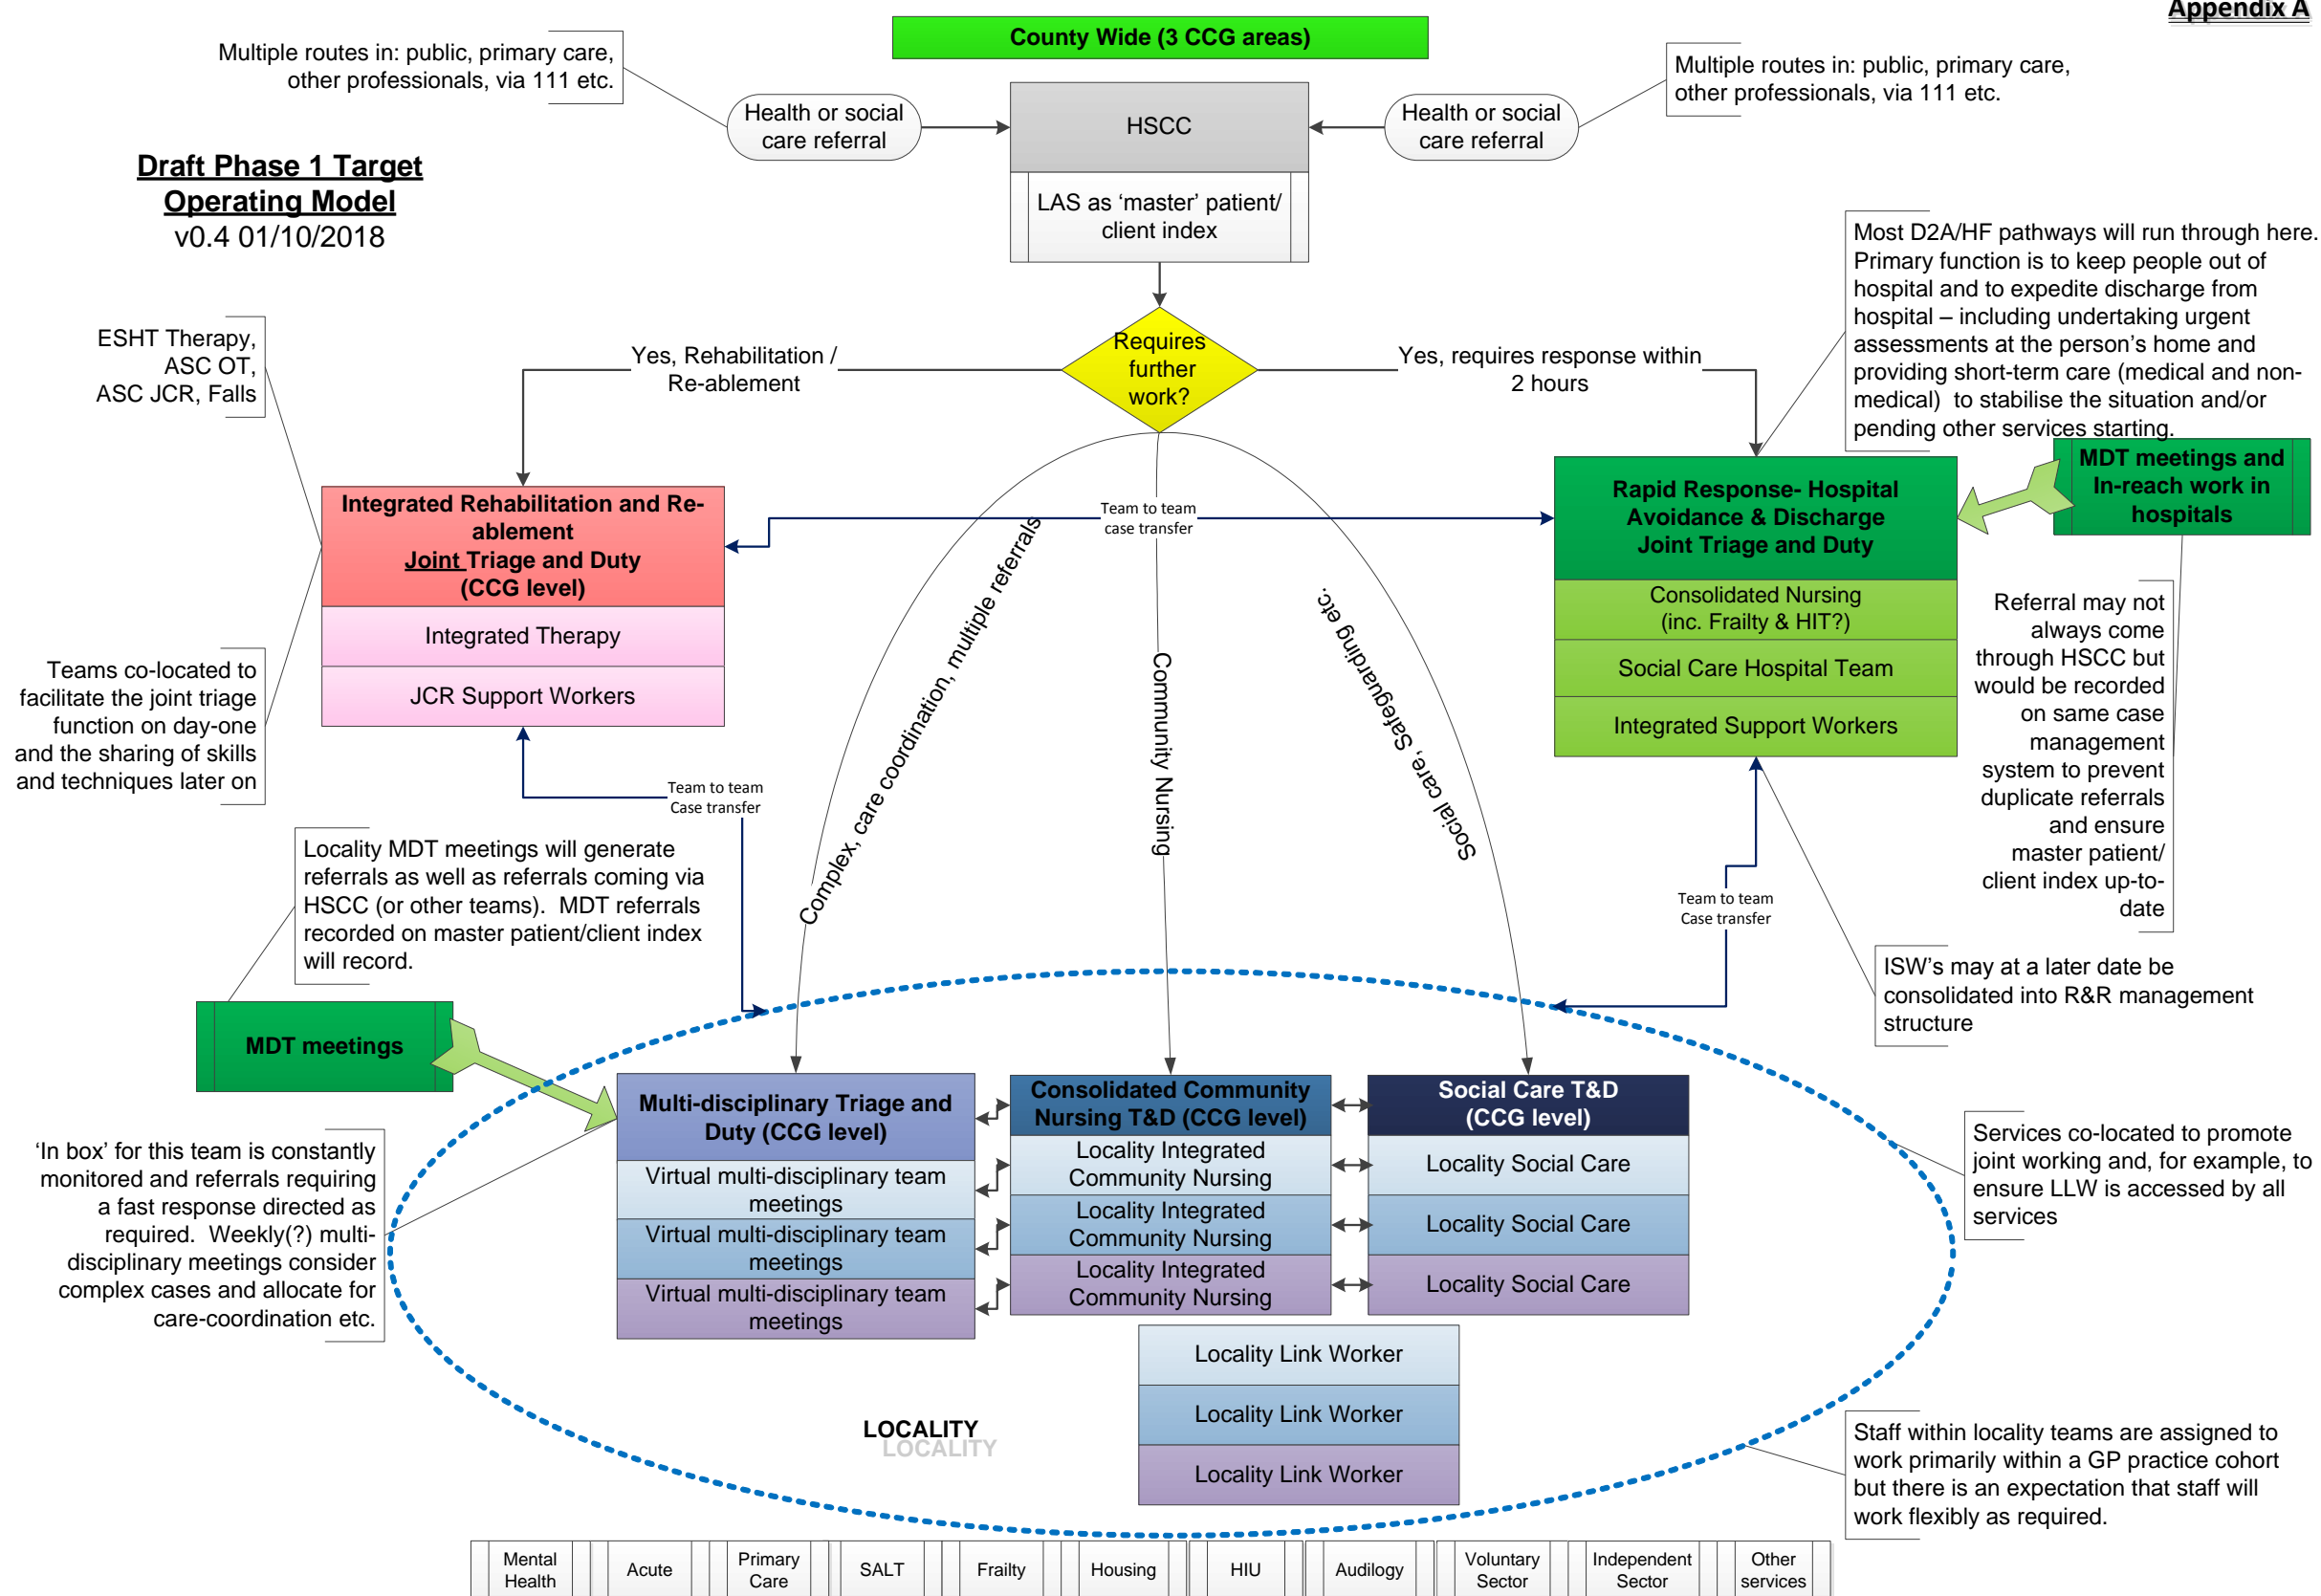 Appendix A
County Wide (3 CCG areas)
Multiple routes in: public, primary care,
other professionals, via 111 etc.
Multiple routes in: public, primary care,
other professionals, via 111 etc.
Health or social
care referral
HSCC
Health or social
care referral
Draft Phase 1 Target
Operating Model
v0.4 01/10/2018
LAS as ‘master’ patient/
client index
Most D2A/HF pathways will run through here.
Primary function is to keep people out of
hospital and to expedite discharge from
hospital – including undertaking urgent
assessments at the person’s home and
providing short-term care (medical and non-
medical)  to stabilise the situation and/or
pending other services starting.
ESHT Therapy,
ASC OT,
ASC JCR, Falls
Yes, Rehabilitation /
Re-ablement
Requires
further
work?
Yes, requires response within
2 hours
MDT meetings and
In-reach work in
hospitals
Integrated Rehabilitation and Re-
ablement
Joint Triage and Duty
(CCG level)
Integrated Therapy
JCR Support Workers
Team to team
case transfer
Rapid Response- Hospital
Avoidance & Discharge
Joint Triage and Duty
Consolidated Nursing
(inc. Frailty & HIT?)
Social Care Hospital Team
Integrated Support Workers
Complex, care coordination, multiple referrals
Community Nursing
Social care, Safeguarding etc.
Referral may not
always come
through HSCC but
would be recorded
on same case
management
system to prevent
duplicate referrals
and ensure
master patient/
client index up-to-
date
Teams co-located to
facilitate the joint triage
function on day-one
and the sharing of skills
and techniques later on
Team to team
Case transfer
Locality MDT meetings will generate
referrals as well as referrals coming via
HSCC (or other teams).  MDT referrals
recorded on master patient/client index
will record.
Team to team
Case transfer
ISW’s may at a later date be
consolidated into R&R management
structure
MDT meetings
Multi-disciplinary Triage and
Duty (CCG level)
Virtual multi-disciplinary team
meetings
Virtual multi-disciplinary team
meetings
Virtual multi-disciplinary team
meetings
Consolidated Community
Nursing T&D (CCG level)
Locality Integrated
Community Nursing
Locality Integrated
Community Nursing
Locality Integrated
Community Nursing
Social Care T&D
(CCG level)
Locality Social Care
Locality Social Care
Locality Social Care
‘In box’ for this team is constantly
monitored and referrals requiring
a fast response directed as
required.  Weekly(?) multi-
disciplinary meetings consider
complex cases and allocate for
care-coordination etc.
Services co-located to promote
joint working and, for example, to
ensure LLW is accessed by all
services
Locality Link Worker
Locality Link Worker
Locality Link Worker
LOCALITY
Staff within locality teams are assigned to
work primarily within a GP practice cohort
but there is an expectation that staff will
work flexibly as required.
Mental
Health
Acute
Primary
Care
SALT
Frailty
Housing
HIU
Audilogy
Voluntary
Sector
Independent
Sector
Other
services